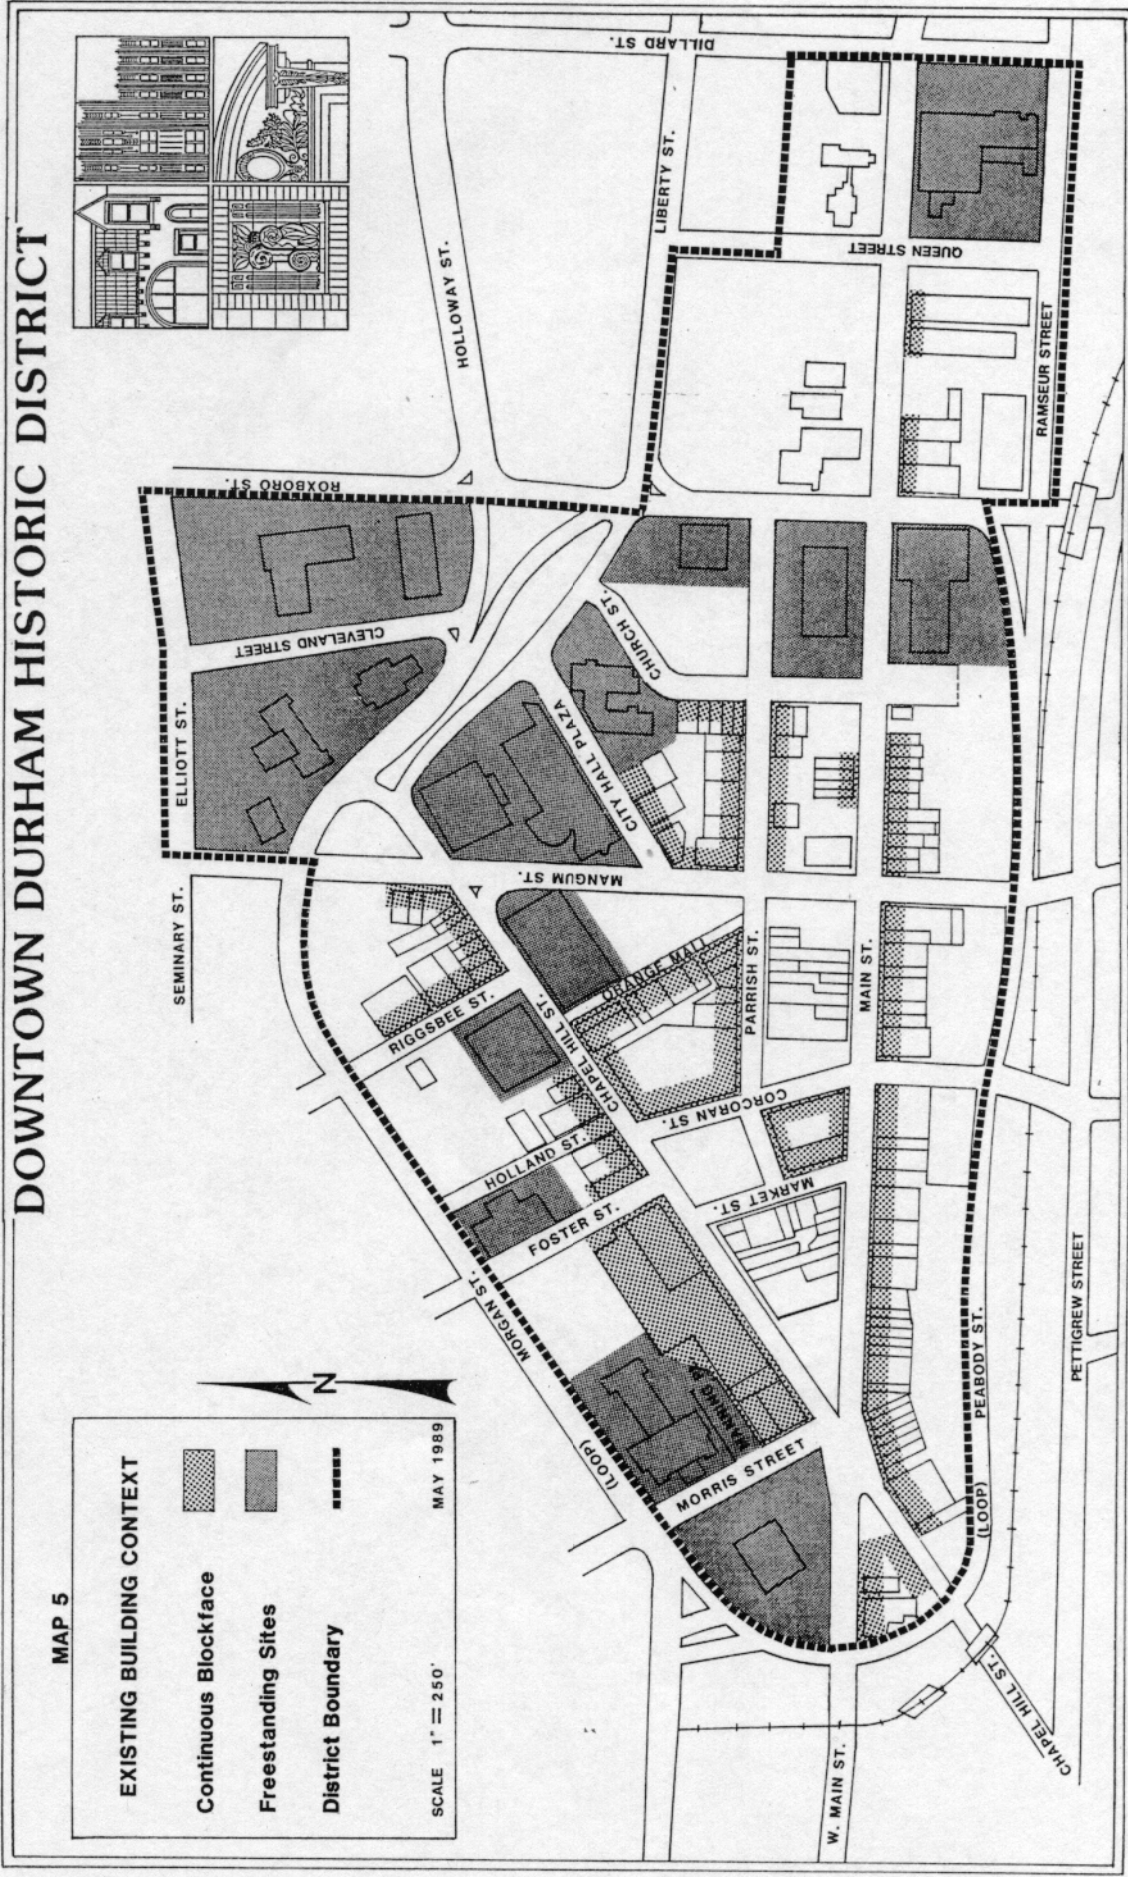 DOWNTOWN DURHAM HISTORIC DISTRICT
MAP 5
EXISTING BUILDING CONTEXT
Continuous Blockface
Freestanding Sites
District Boundary
SCALE 1" = 250'
MAY 1989
N
SEMINARY ST.
ELLIOTT ST.
CLEVELAND STREET
ROXBORO ST.
HOLLOWAY ST.
LIBERTY ST.
DILLARD ST.
QUEEN STREET
RAMSEUR STREET
CHURCH ST.
CITY HALL PLAZA
MANGUM ST.
RIGGSBEE ST.
CHAPEL HILL ST.
ORANGE MALL
PARRISH ST.
MAIN ST.
HOLLAND ST.
FOSTER ST.
CORCORAN ST.
MARKET ST.
MORGAN ST.
(LOOP)
MANNING PL
MORRIS STREET
(LOOP) PEABODY ST.
PETTIGREW STREET
W. MAIN ST.
CHAPEL HILL ST.